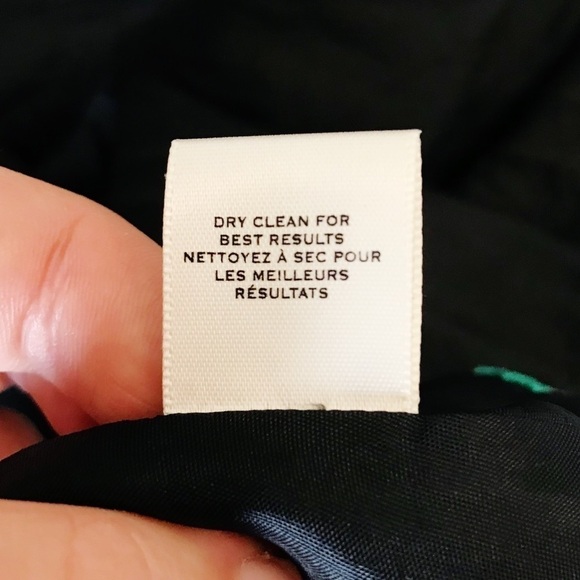 DRY CLEAN FOR
BEST RESULTS
NETTOYEZ À SEC POUR
LES MEILLEURS
RÉSULTATS